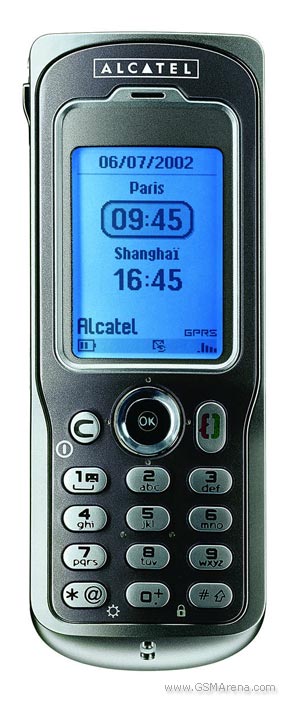 ALCATEL
06/07/2002
Paris
09:45
Shanghaï
16:45
Alcatel
GPRS
C
OK
1
2 abc
3 def
4 ghi
5 jkl
6 mno
7 pqrs
8 tuv
9 wxyz
* @
0 +
#
www.GSMArena.com